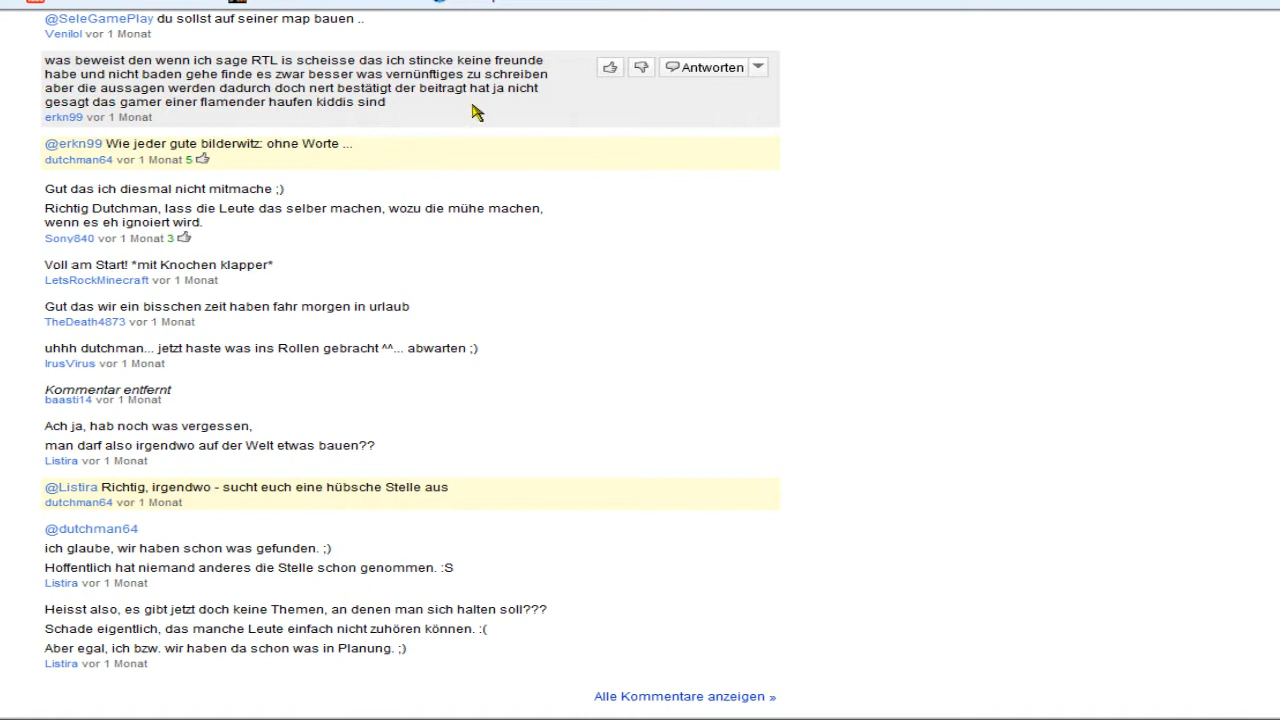 @SeleGamePlay du sollst auf seiner map bauen ..
Venilol vor 1 Monat
was beweist den wenn ich sage RTL is scheisse das ich stincke keine freunde
habe und nicht baden gehe finde es zwar besser was vernünftiges zu schreiben
aber die aussagen werden dadurch doch nert bestätigt der beitragt hat ja nicht
gesagt das gamer einer flamender haufen kiddis sind
Antworten
erkn99 vor 1 Monat
@erkn99 Wie jeder gute bilderwitz: ohne Worte ...
dutchman64 vor 1 Monat 5
Gut das ich diesmal nicht mitmache ;)
Richtig Dutchman, lass die Leute das selber machen, wozu die mühe machen,
wenn es eh ignoiert wird.
Sony840 vor 1 Monat 3
Voll am Start! *mit Knochen klapper*
LetsRockMinecraft vor 1 Monat
Gut das wir ein bisschen zeit haben fahr morgen in urlaub
TheDeath4873 vor 1 Monat
uhhh dutchman... jetzt haste was ins Rollen gebracht ^^... abwarten ;)
IrusVirus vor 1 Monat
Kommentar entfernt
baasti14 vor 1 Monat
Ach ja, hab noch was vergessen,
man darf also irgendwo auf der Welt etwas bauen??
Listira vor 1 Monat
@Listira Richtig, irgendwo - sucht euch eine hübsche Stelle aus
dutchman64 vor 1 Monat
@dutchman64
ich glaube, wir haben schon was gefunden. ;)
Hoffentlich hat niemand anderes die Stelle schon genommen. :S
Listira vor 1 Monat
Heisst also, es gibt jetzt doch keine Themen, an denen man sich halten soll???
Schade eigentlich, das manche Leute einfach nicht zuhören können. :(
Aber egal, ich bzw. wir haben da schon was in Planung. ;)
Listira vor 1 Monat
Alle Kommentare anzeigen »